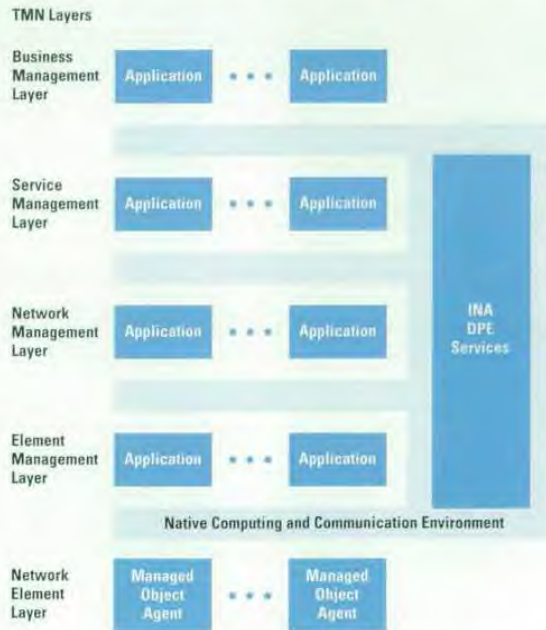 TMN Layers
Business
Management
Layer
Application • • • Application
Service
Management
Layer
Application • • • Application
Network
Management
Layer
Application • • • Application
INA
DPE
Services
Element
Management
Layer
Application • • • Application
Native Computing and Communication Environment
Network
Element
Layer
Managed
Object
Agent
• • •
Managed
Object
Agent